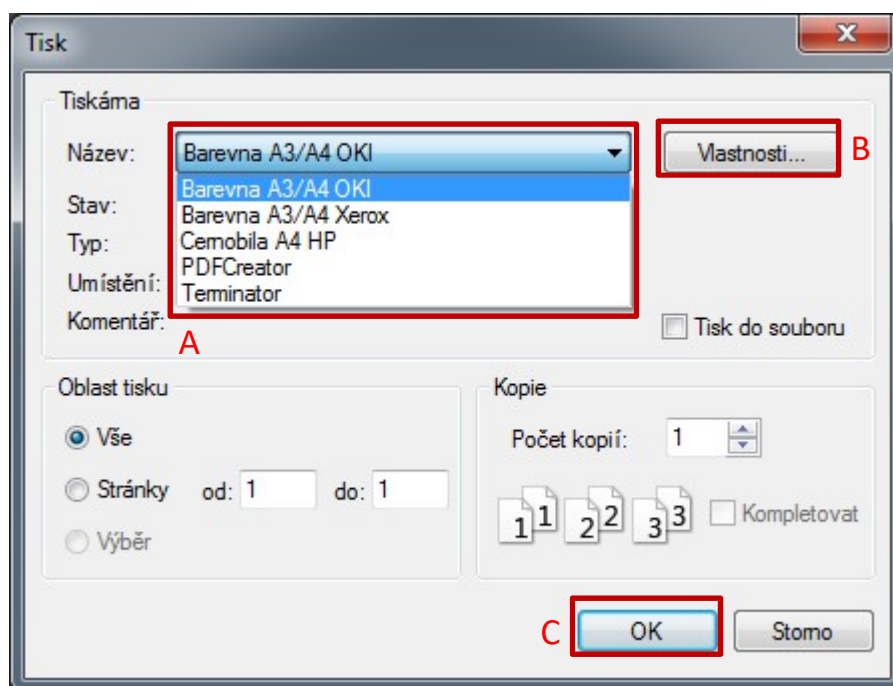 Tisk
Tiskárna
Název: Barevna A3/A4 OKI Vlastnosti... B
Barevna A3/A4 OKI
Stav: Barevna A3/A4 Xerox
Typ: Cernobila A4 HP
PDFCreator
Umístění: Terminator
Komentář: A Tisk do souboru
Oblast tisku Kopie
Vše Počet kopií: 1
Stránky od: 1 do: 1 1 1 2 2 3 3 Kompletovat
Výběr
C OK Storno